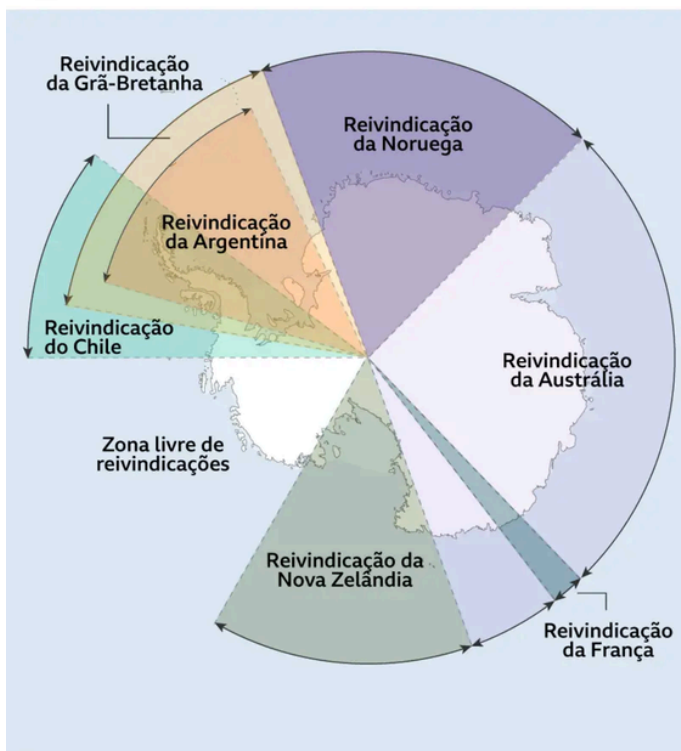 Reivindicação
da Grã-Bretanha
Reivindicação
da Noruega
Reivindicação
da Argentina
Reivindicação
do Chile
Reivindicação
da Austrália
Zona livre de
reivindicações
Reivindicação da
Nova Zelândia
Reivindicação
da França